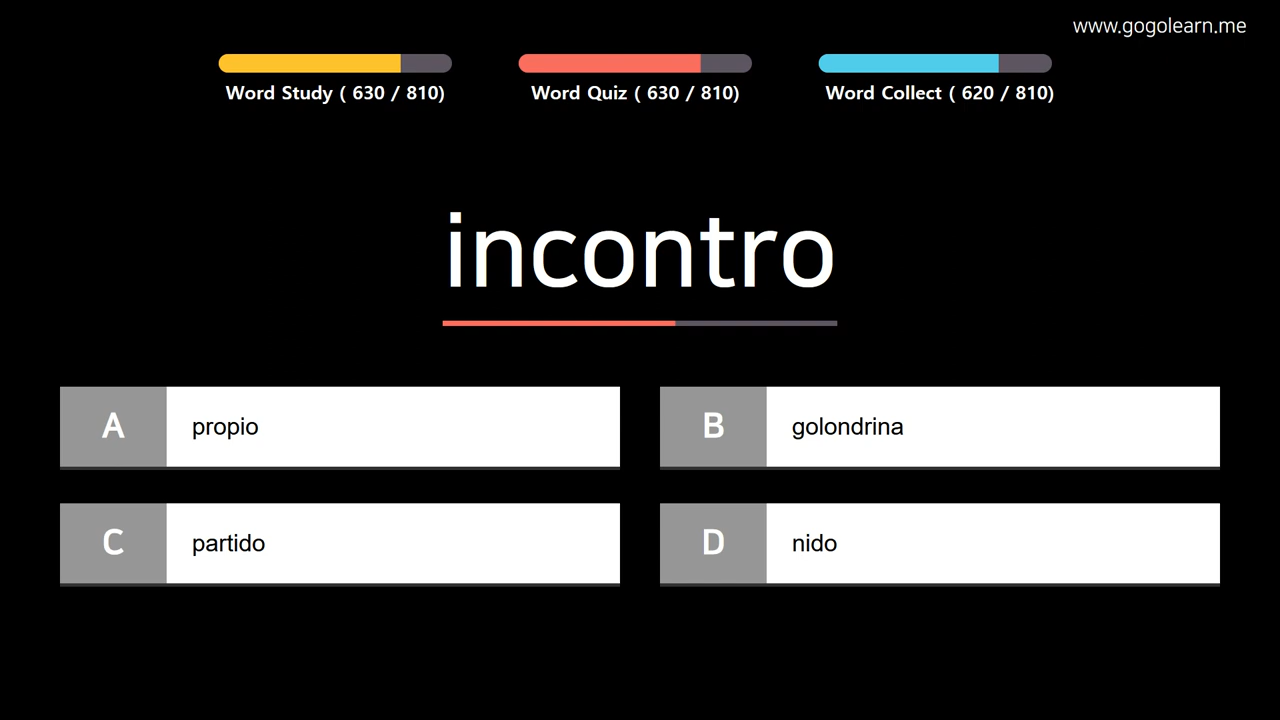 www.gogolearn.me
Word Study ( 630 / 810)
Word Quiz ( 630 / 810)
Word Collect ( 620 / 810)
incontro
A propio
B golondrina
C partido
D nido